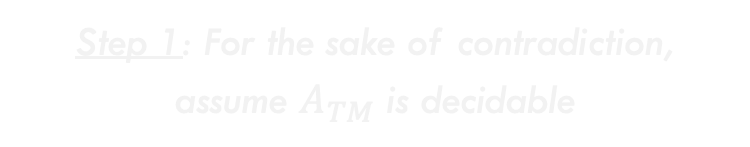 Step 1: For the sake of contradiction,
assume A_TM is decidable